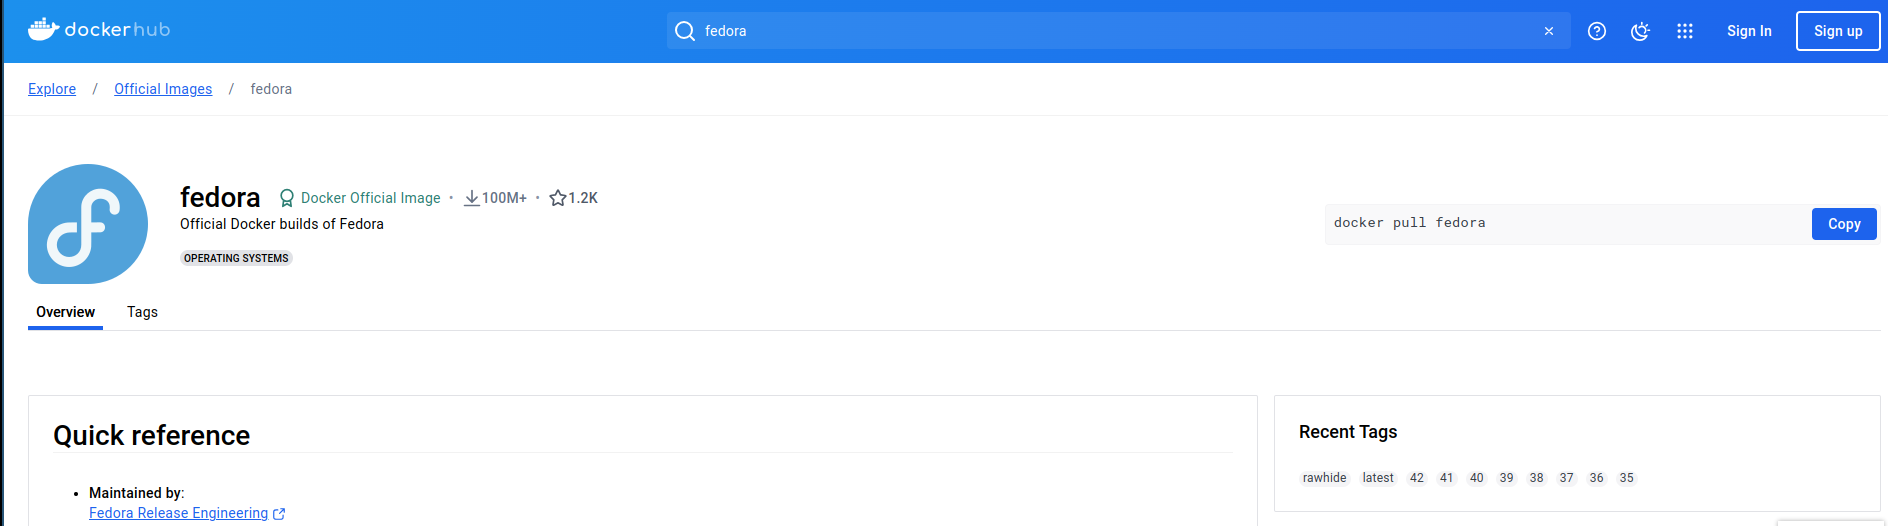 dockerhub
fedora
Sign In
Sign up
Explore / Official Images / fedora
fedora Docker Official Image • 100M+ • 1.2K
Official Docker builds of Fedora
OPERATING SYSTEMS
docker pull fedora
Copy
Overview Tags
Quick reference
• Maintained by:
Fedora Release Engineering
Recent Tags
rawhide latest 42 41 40 39 38 37 36 35